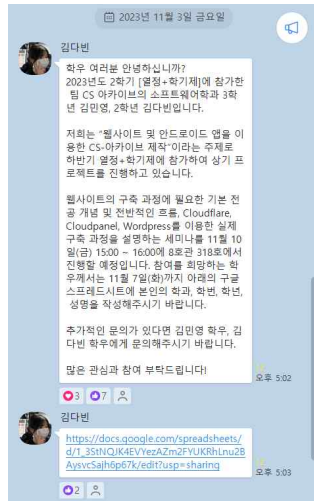 2023년 11월 3일 금요일
김다빈
학우 여러분 안녕하십니까?
2023년도 2학기 [열정+학기제]에 참가한
팀 CS 아카이브의 소프트웨어학과 3학
년 김민영, 2학년 김다빈입니다.
저희는 "웹사이트 및 안드로이드 앱을 이
용한 CS-아카이브 제작"이라는 주제로
하반기 열정+학기제에 참가하여 상기 프
로젝트를 진행하고 있습니다.
웹사이트의 구축 과정에 필요한 기본 전
공 개념 및 전반적인 흐름, Cloudflare,
Cloudpanel, Wordpress를 이용한 실제
구축 과정을 설명하는 세미나를 11월 10
일(금) 15:00 ~ 16:00에 8호관 318호에서
진행할 예정입니다. 참여를 희망하는 학
우께서는 11월 7일(화)까지 아래의 구글
스프레드시트에 본인의 학과, 학번, 학년,
성명을 작성해주시기 바랍니다.
추가적인 문의가 있다면 김민영 학우, 김
다빈 학우에게 문의해주시기 바랍니다.
많은 관심과 참여 부탁드립니다!
오후 5:02
3 7
김다빈
https://docs.google.com/spreadsheets/
d/1_3StNQJK4EVYezAZm2FYUKRhLnu2B
AysvcSajh6p67k/edit?usp=sharing
오후 5:03
2